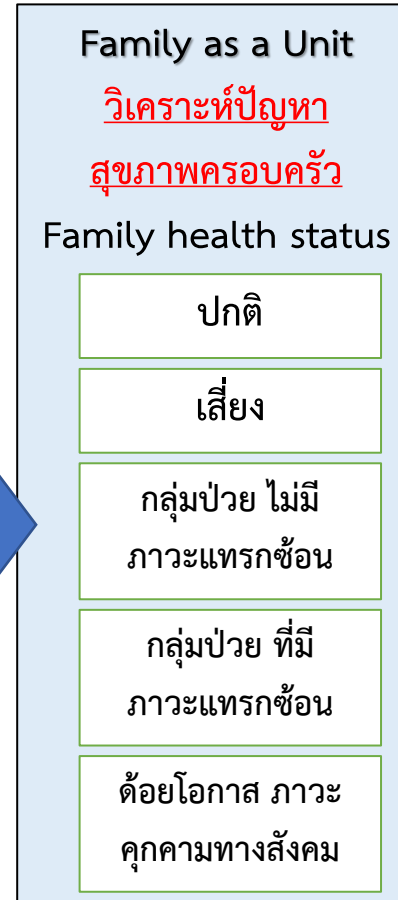 Family as a Unit
วิเคราะห์ปัญหา
สุขภาพครอบครัว
Family health status
ปกติ
เสี่ยง
กลุ่มป่วย ไม่มี
ภาวะแทรกซ้อน
กลุ่มป่วย ที่มี
ภาวะแทรกซ้อน
ด้อยโอกาส ภาวะ
คุกคามทางสังคม